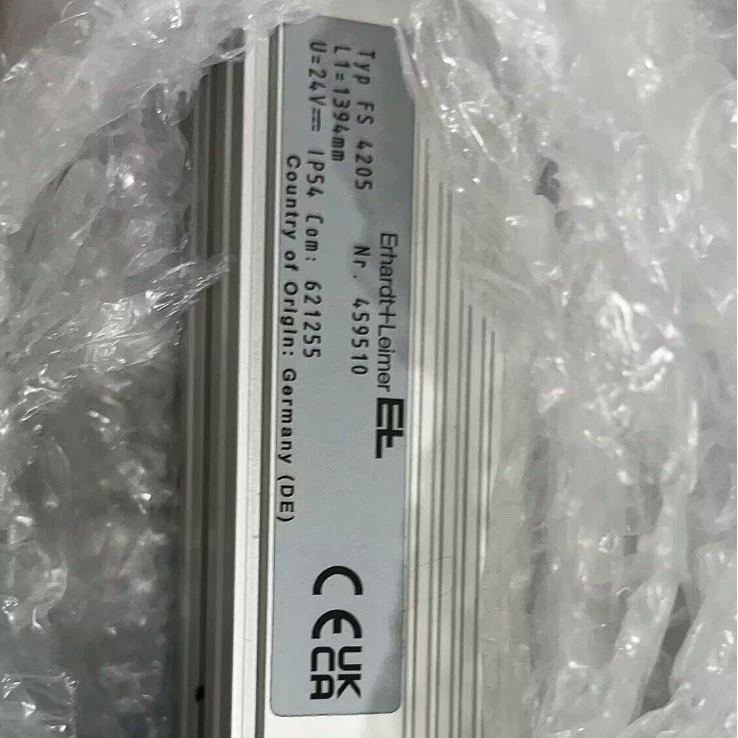 Erhardt+Leimer EL
Typ FS 4205 Nr. 459510
L1=1394mm
U=24V⎓ IP54 Com: 621255
Country of Origin: Germany (DE)
CE UK
CA